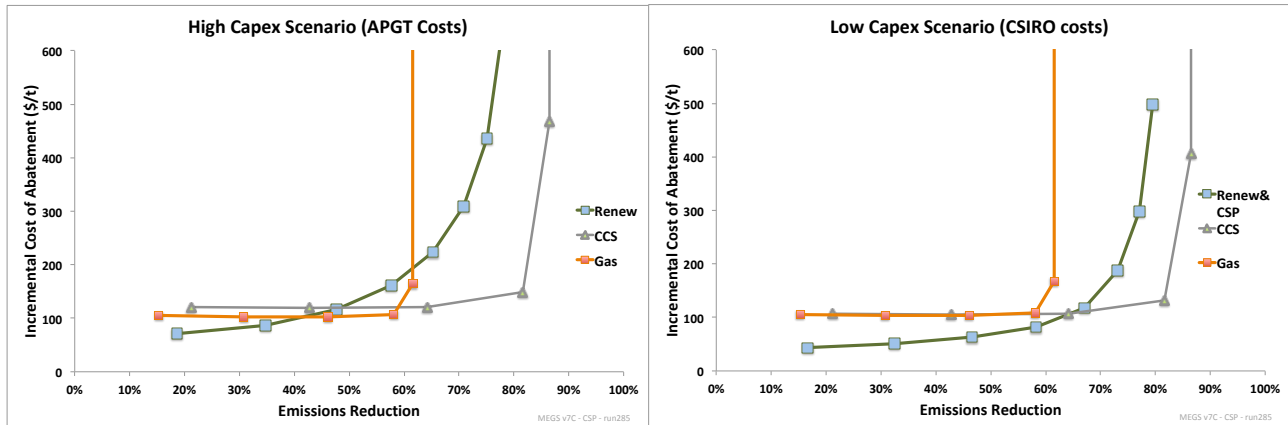 High Capex Scenario (APGT Costs)
Incremental Cost of Abatement ($/t)
600
500
400
300
200
100
0
0% 10% 20% 30% 40% 50% 60% 70% 80% 90% 100%
Emissions Reduction
Renew
CCS
Gas
MEGS v7C - CSP - run285
Low Capex Scenario (CSIRO costs)
Incremental Cost of Abatement ($/t)
600
500
400
300
200
100
0
0% 10% 20% 30% 40% 50% 60% 70% 80% 90% 100%
Emissions Reduction
Renew&
CSP
CCS
Gas
MEGS v7C - CSP - run285